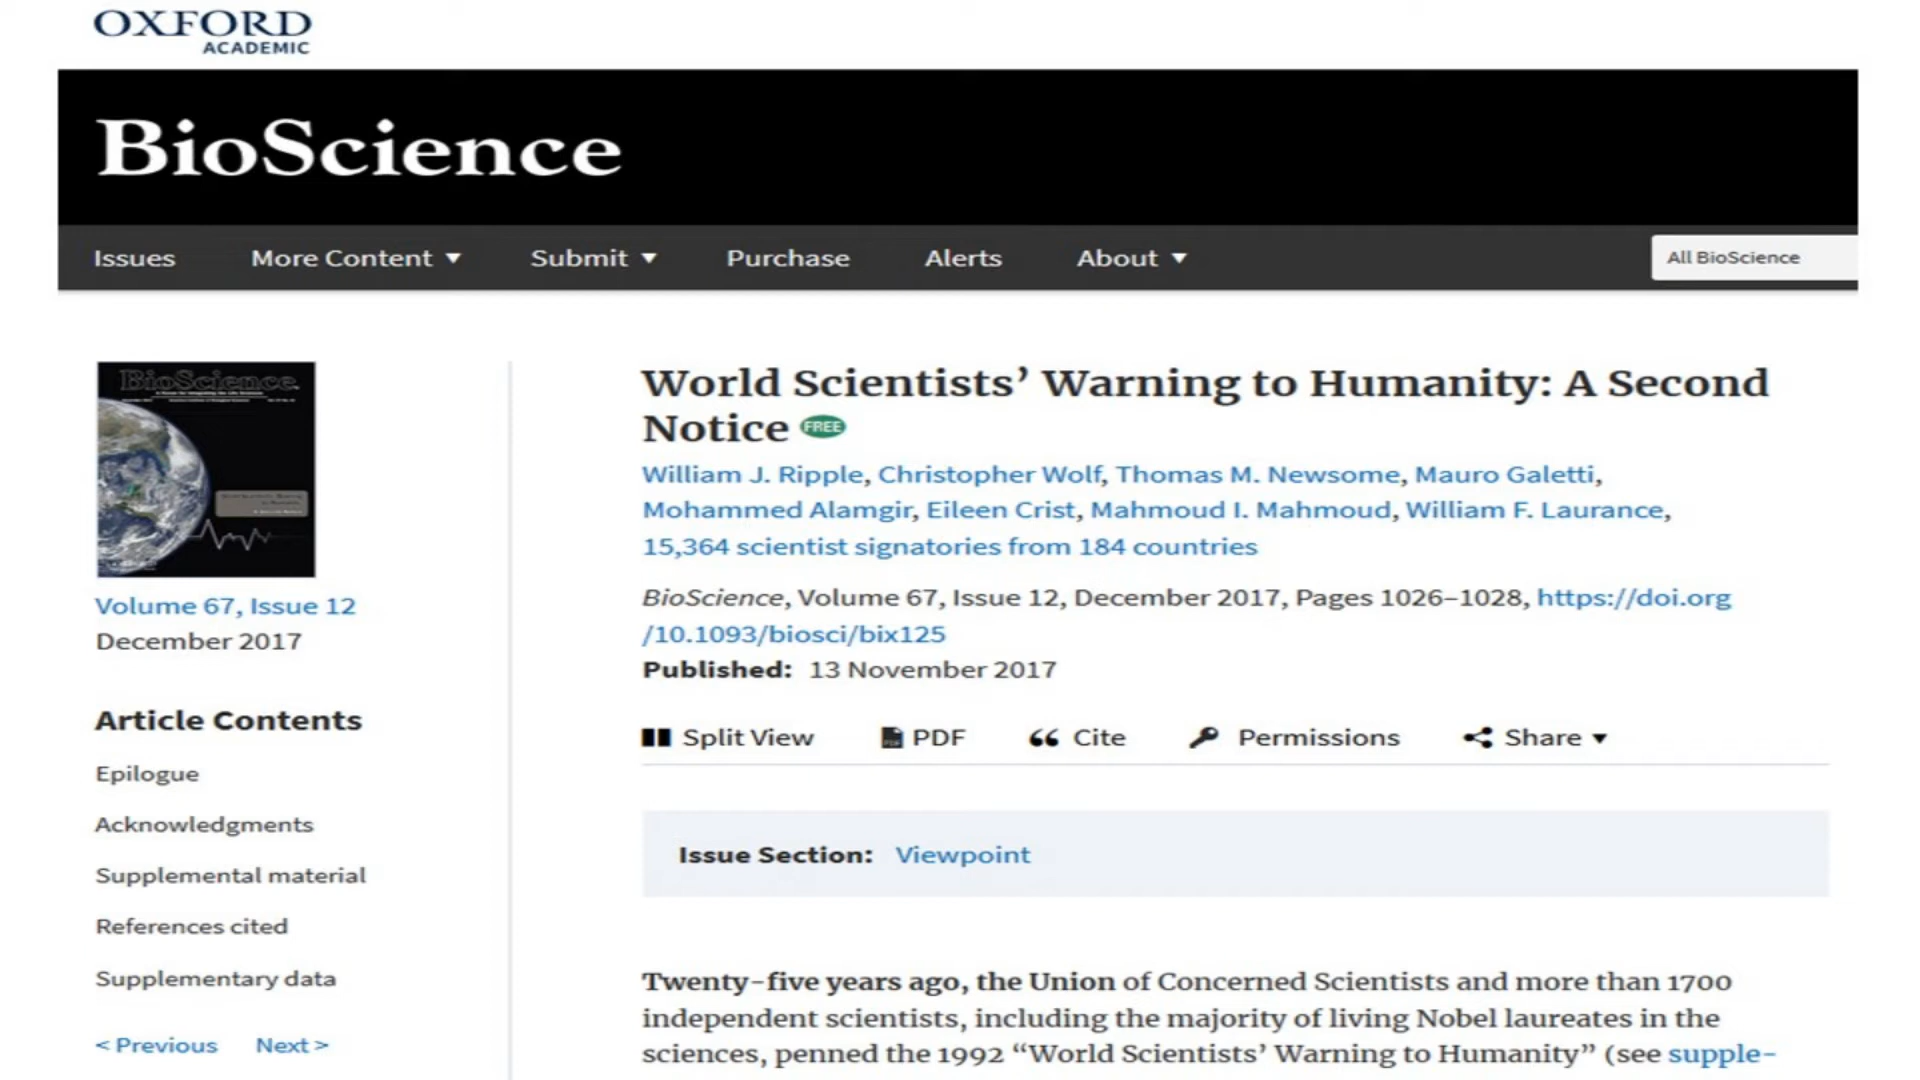 OXFORD
ACADEMIC
BioScience
Issues More Content ▼ Submit ▼ Purchase Alerts About ▼ All BioScience
BioScience
Volume 67, Issue 12
December 2017
Article Contents
Epilogue
Acknowledgments
Supplemental material
References cited
Supplementary data
< Previous Next >
World Scientists’ Warning to Humanity: A Second
Notice FREE
William J. Ripple, Christopher Wolf, Thomas M. Newsome, Mauro Galetti,
Mohammed Alamgir, Eileen Crist, Mahmoud I. Mahmoud, William F. Laurance,
15,364 scientist signatories from 184 countries
BioScience, Volume 67, Issue 12, December 2017, Pages 1026–1028, https://doi.org
/10.1093/biosci/bix125
Published: 13 November 2017
Split View PDF Cite Permissions Share ▼
Issue Section: Viewpoint
Twenty-five years ago, the Union of Concerned Scientists and more than 1700
independent scientists, including the majority of living Nobel laureates in the
sciences, penned the 1992 “World Scientists’ Warning to Humanity” (see supple-